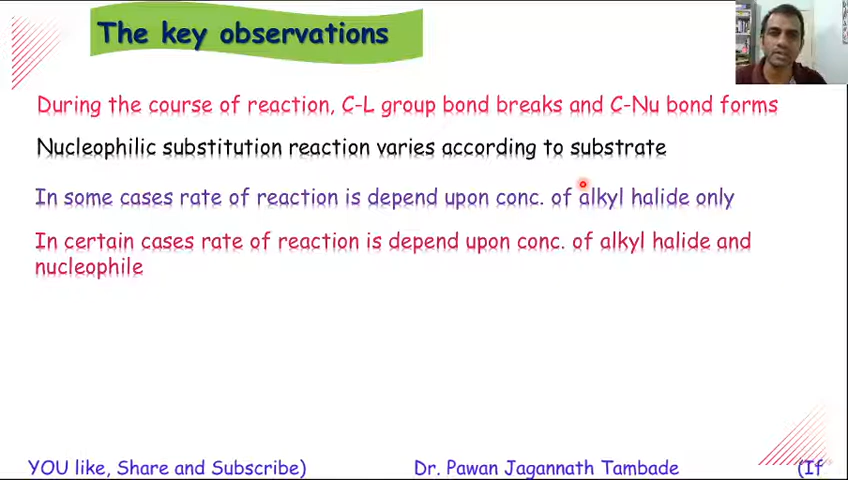 The key observations
During the course of reaction, C-L group bond breaks and C-Nu bond forms
Nucleophilic substitution reaction varies according to substrate
In some cases rate of reaction is depend upon conc. of alkyl halide only
In certain cases rate of reaction is depend upon conc. of alkyl halide and
nucleophile
YOU like, Share and Subscribe) Dr. Pawan Jagannath Tambade (If